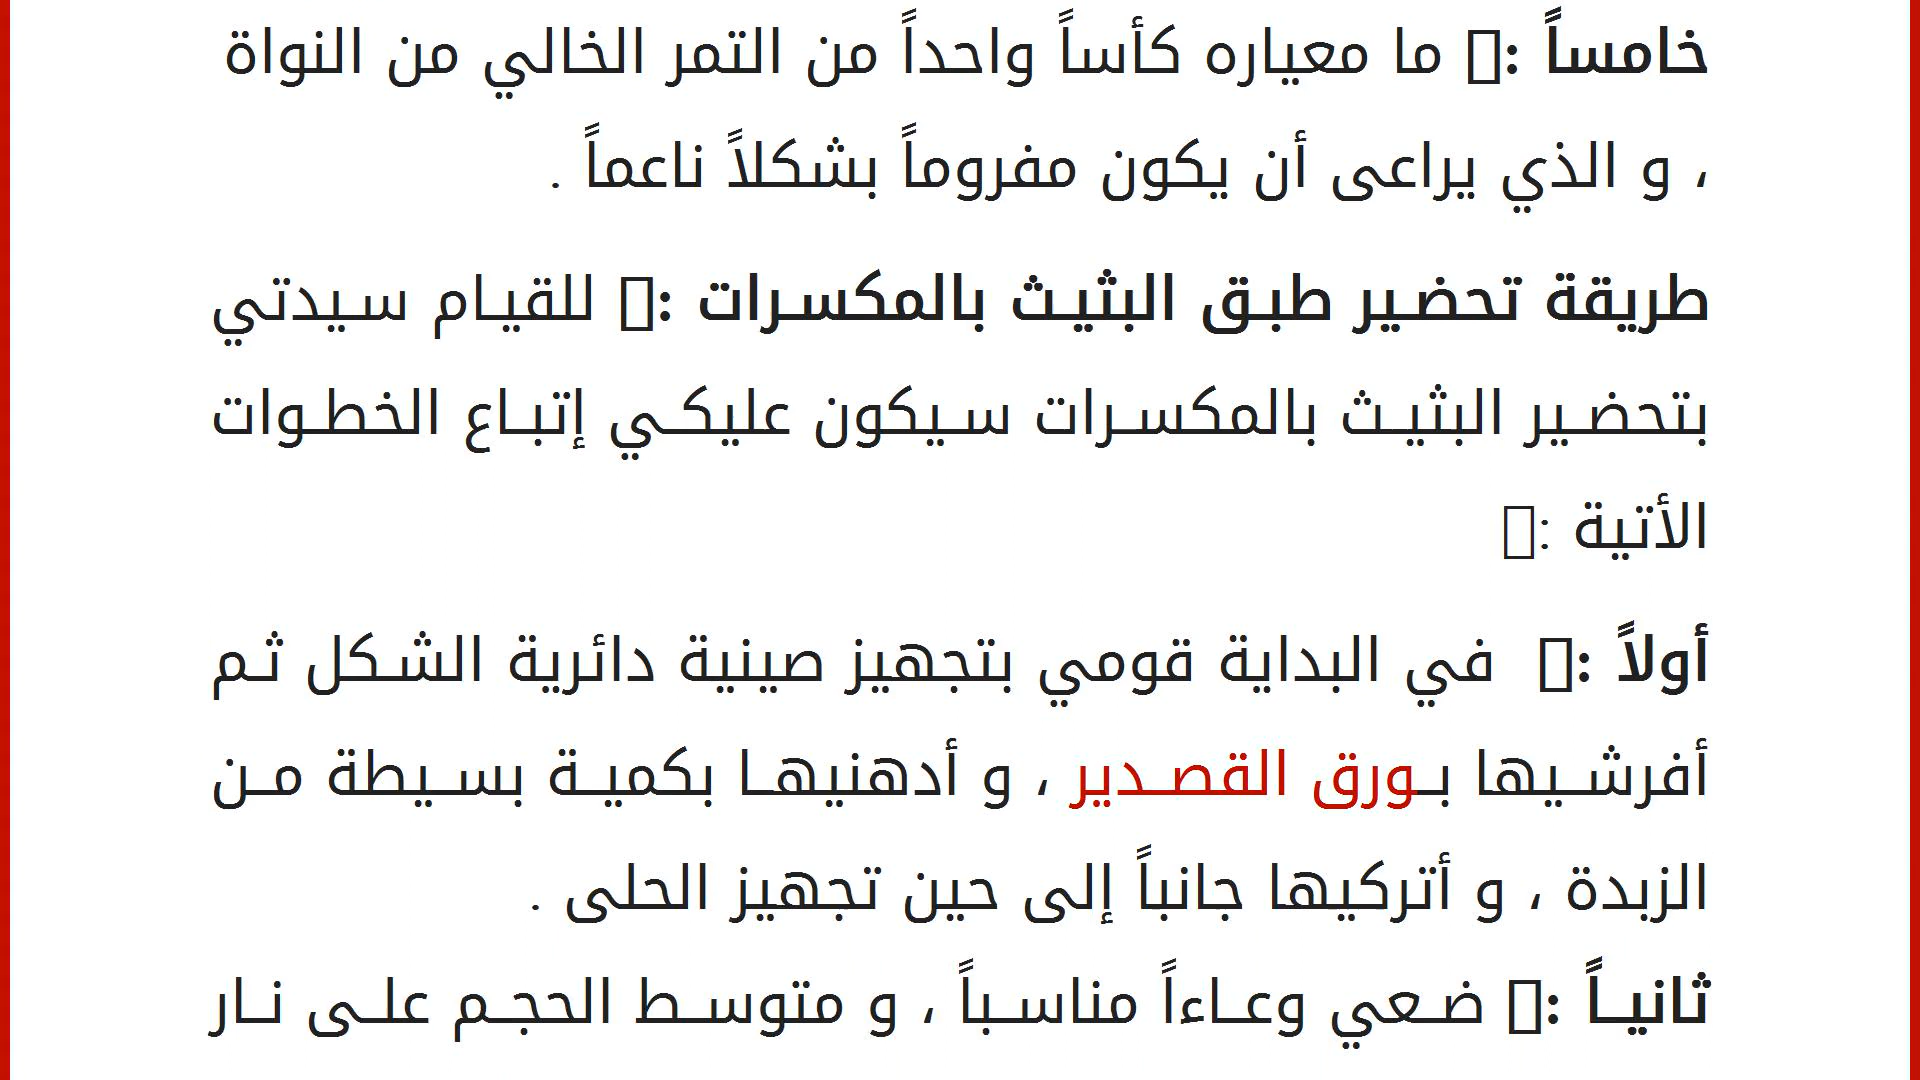 خامساً : ما معياره كأساً واحداً من التمر الخالي من النواة
، و الذي يراعى أن يكون مفروماً بشكلاً ناعماً .
طريقة تحضير طبق البثيث بالمكسرات : للقيام سيدتي
بتحضير البثيث بالمكسرات سيكون عليكي إتباع الخطوات
الأتية :
أولاً : في البداية قومي بتجهيز صينية دائرية الشكل ثم
أفرشيها بـورق القصدير ، و أدهنيها بكمية بسيطة من
الزبدة ، و أتركيها جانباً إلى حين تجهيز الحلى .
ثانياً : ضعي وعاءاً مناسباً ، و متوسط الحجم على نار